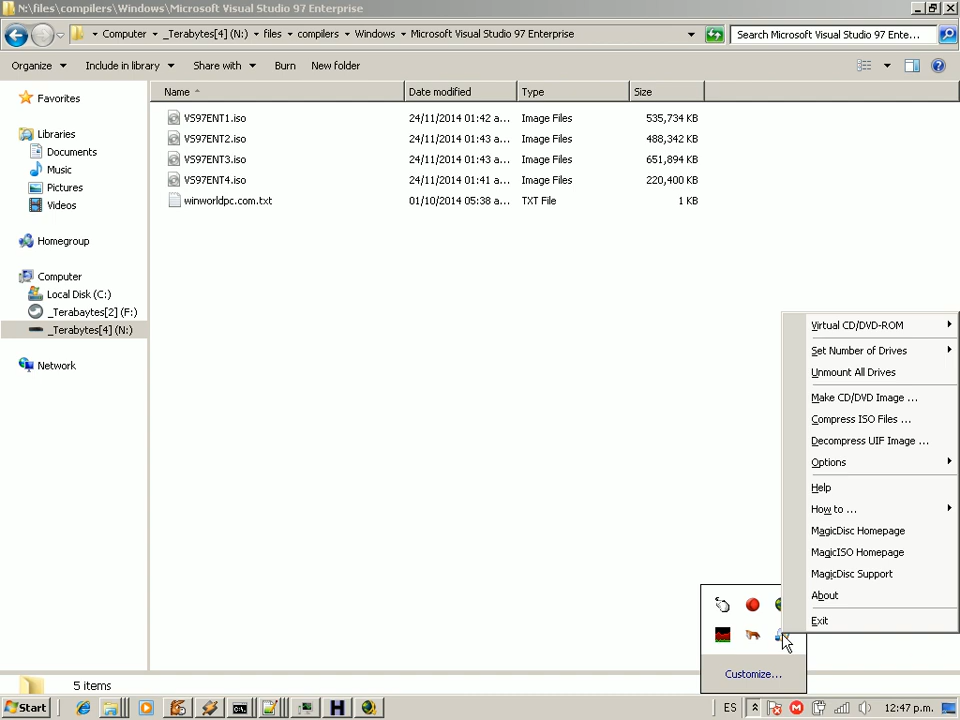 N:\files\compilers\Windows\Microsoft Visual Studio 97 Enterprise
Computer _Terabytes[4] (N:) files compilers Windows Microsoft Visual Studio 97 Enterprise
Search Microsoft Visual Studio 97 Ente...
Organize Include in library Share with Burn New folder
Name Date modified Type Size
Favorites
Libraries
Documents
Music
Pictures
Videos
Homegroup
Computer
Local Disk (C:)
_Terabaytes[2] (F:)
_Terabytes[4] (N:)
Network
VS97ENT1.iso 24/11/2014 01:42 a... Image Files 535,734 KB
VS97ENT2.iso 24/11/2014 01:43 a... Image Files 488,342 KB
VS97ENT3.iso 24/11/2014 01:43 a... Image Files 651,894 KB
VS97ENT4.iso 24/11/2014 01:41 a... Image Files 220,400 KB
winworldpc.com.txt 01/10/2014 05:38 a... TXT File 1 KB
Virtual CD/DVD-ROM
Set Number of Drives
Unmount All Drives
Make CD/DVD Image ...
Compress ISO Files ...
Decompress UIF Image ...
Options
Help
How to ...
MagicDisc Homepage
MagicISO Homepage
MagicDisc Support
About
Exit
Customize...
5 items
Start
ES
12:47 p.m.